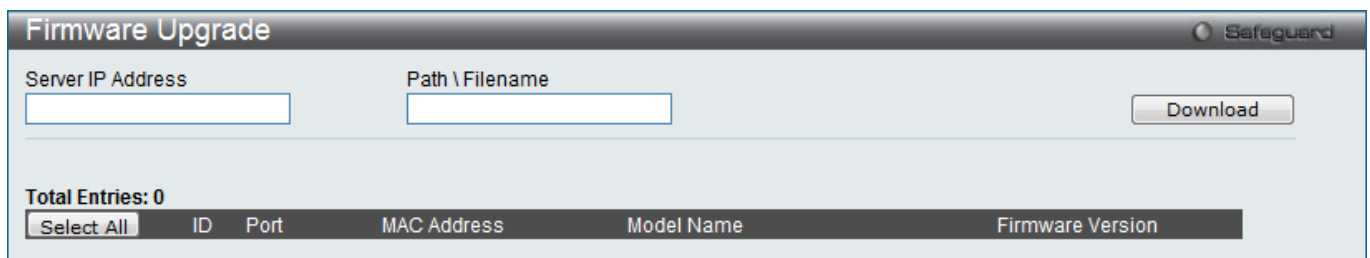 Firmware Upgrade
Safeguard
Server IP Address
Path \ Filename
Download
Total Entries: 0
Select All ID Port MAC Address Model Name Firmware Version